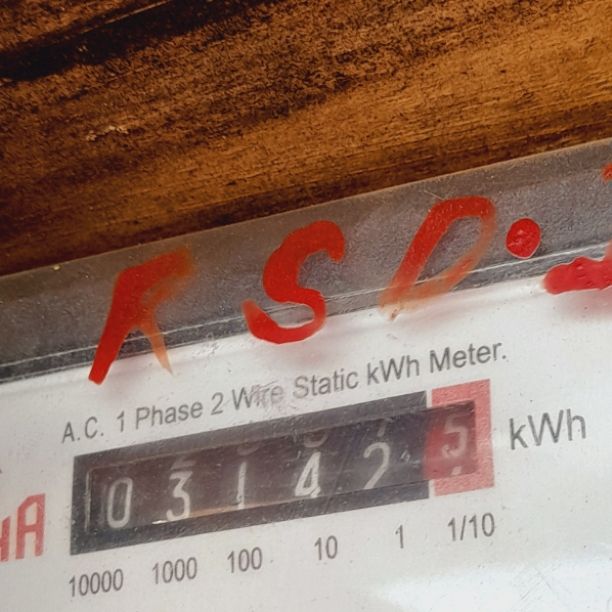 RSD.
A.C. 1 Phase 2 Wire Static kWh Meter.
031425 kWh
10000 1000 100 10 1 1/10